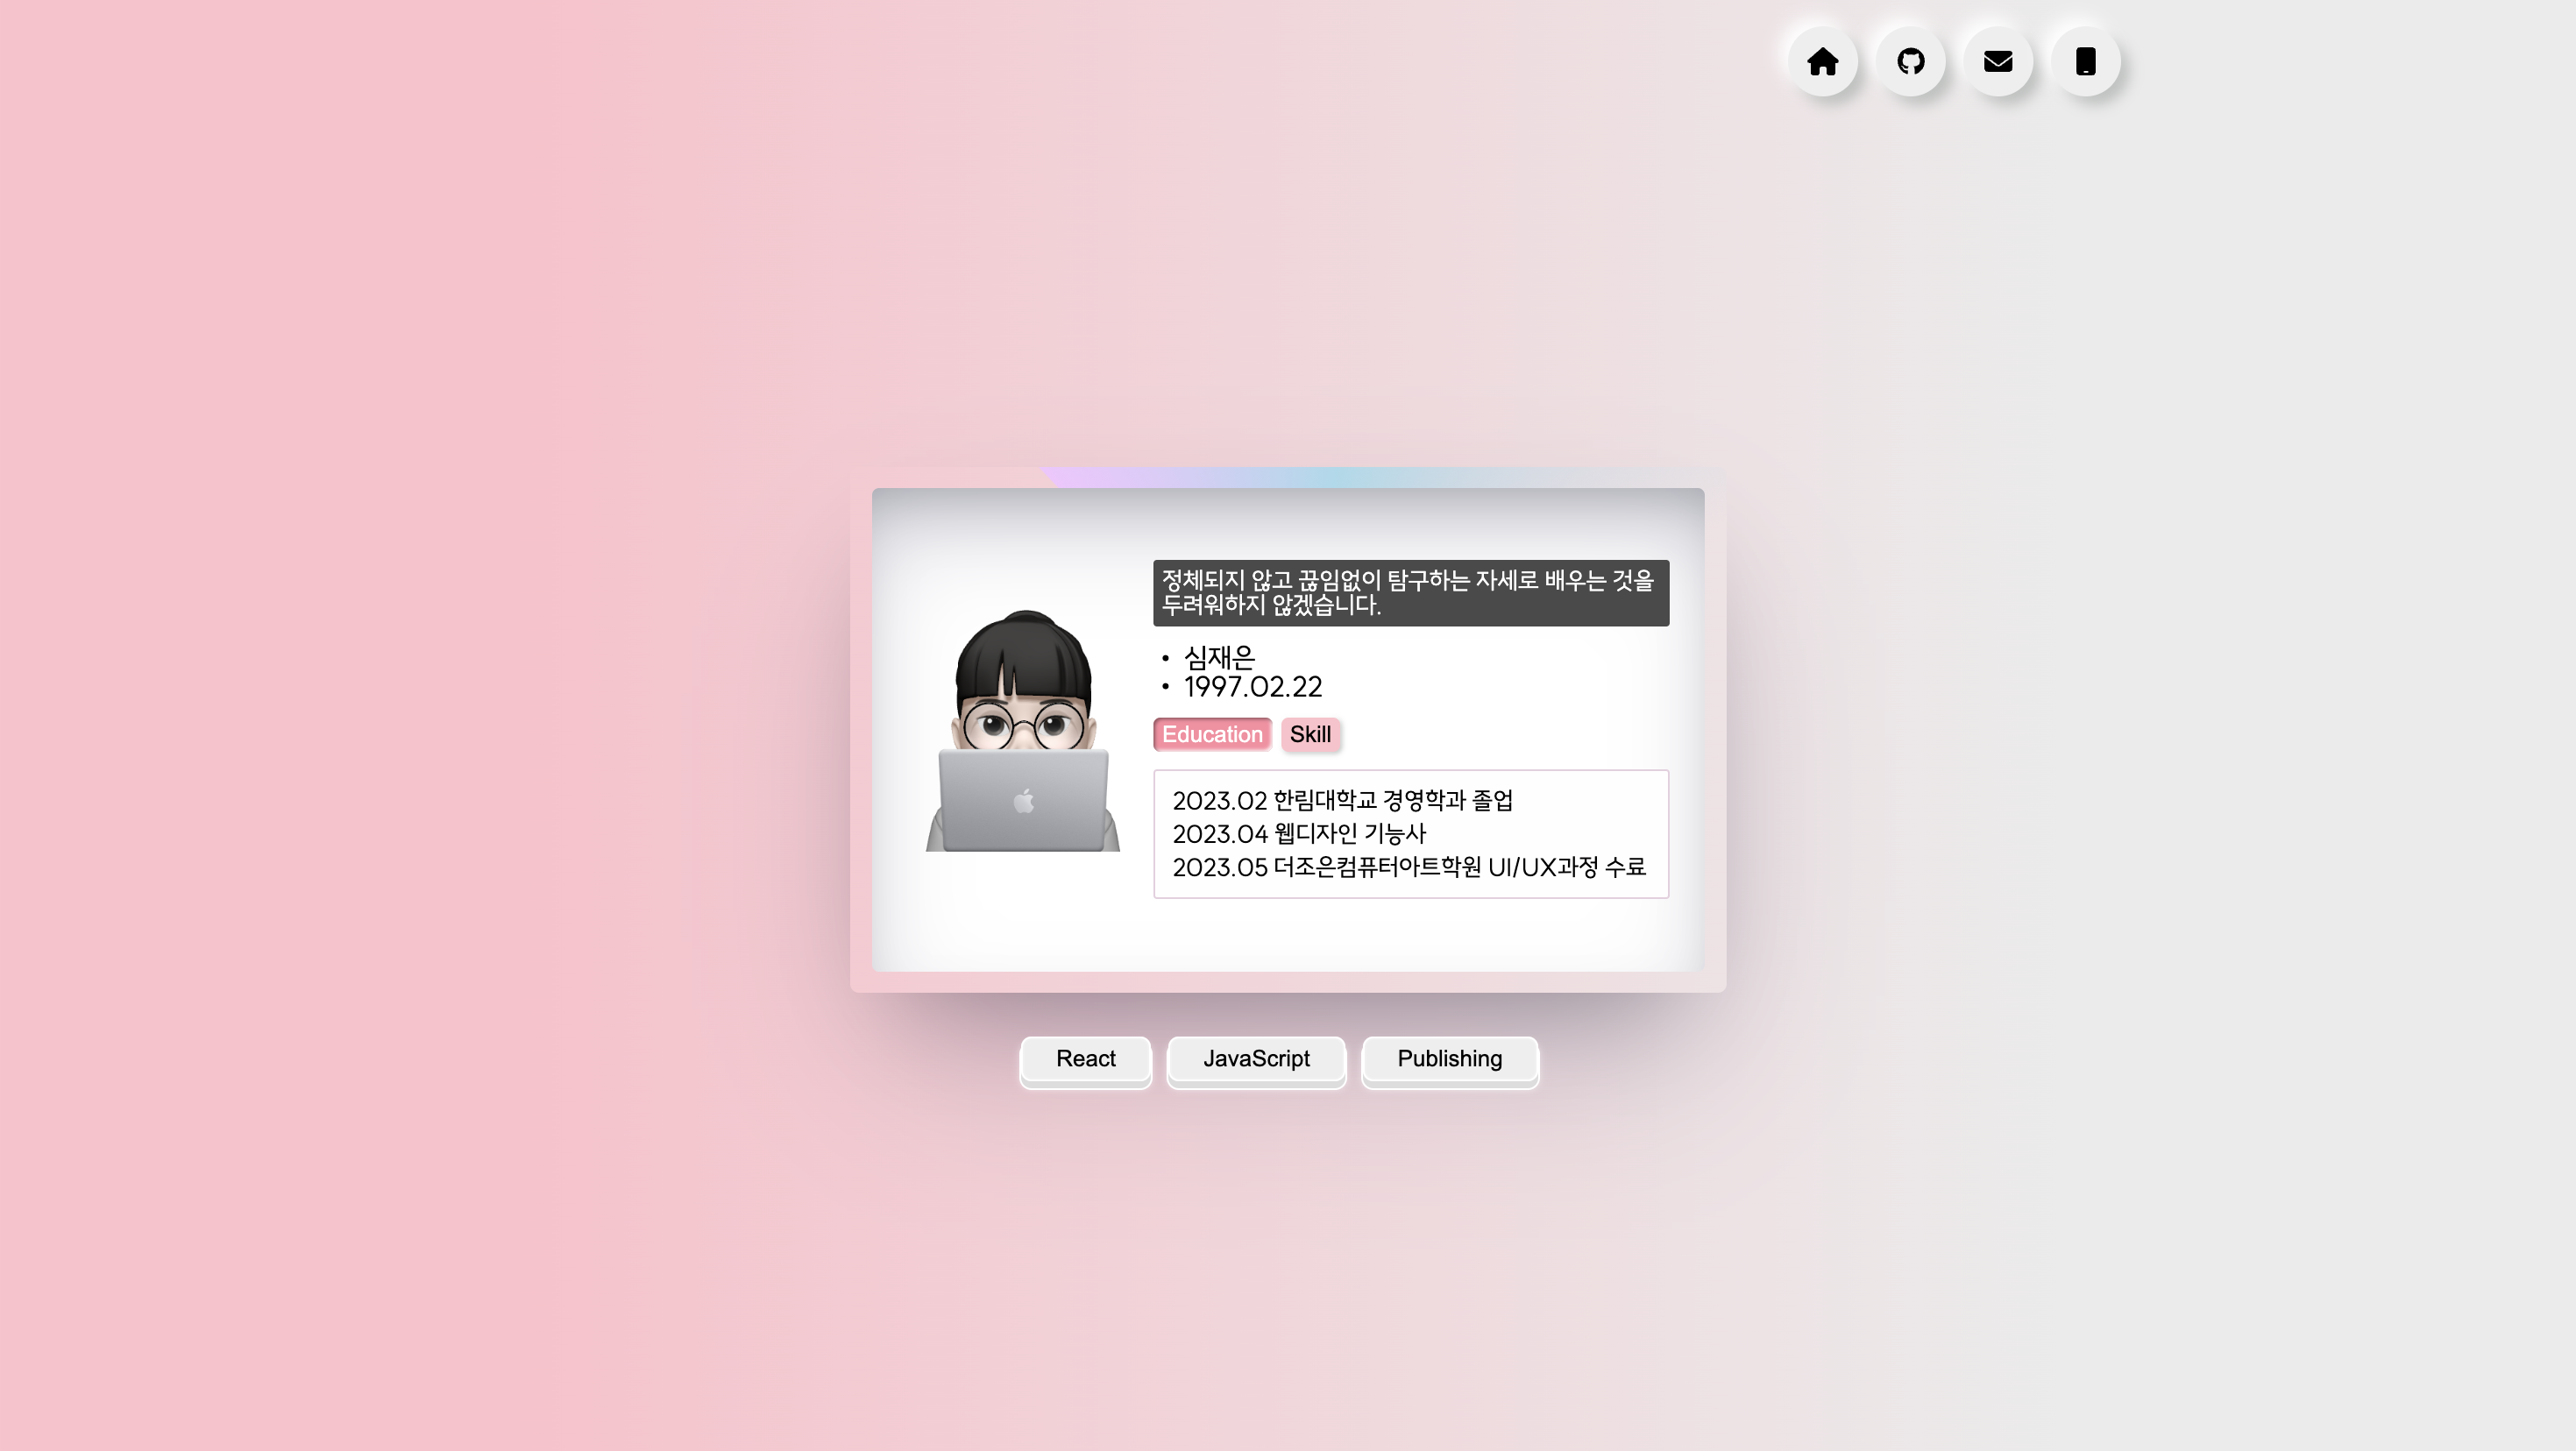 정체되지 않고 끊임없이 탐구하는 자세로 배우는 것을
두려워하지 않겠습니다.
• 심재은
• 1997.02.22
Education Skill
2023.02 한림대학교 경영학과 졸업
2023.04 웹디자인 기능사
2023.05 더조은컴퓨터아트학원 UI/UX과정 수료
React JavaScript Publishing